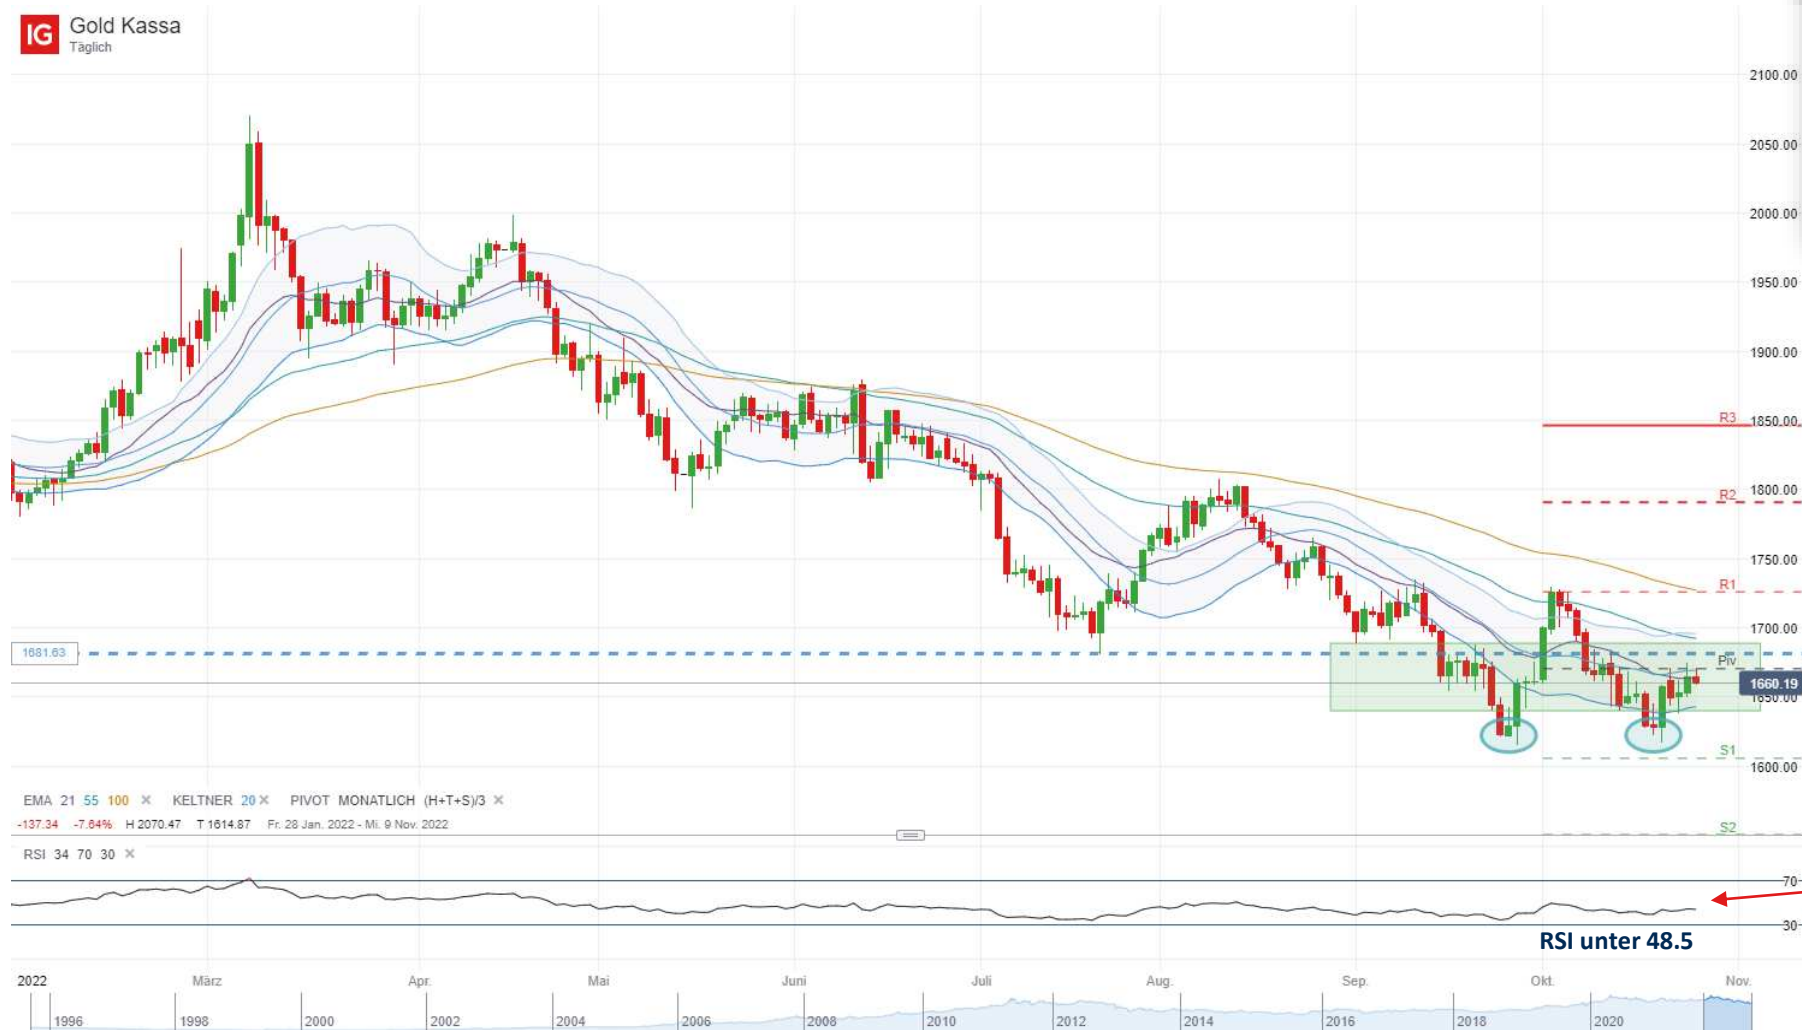 IG
Gold Kassa
Täglich
2100.00
2050.00
2000.00
1950.00
1900.00
R3
1850.00
R2
1800.00
1750.00
R1
1700.00
1681.63
Piv
1660.19
1650.00
S1
1600.00
EMA 21 55 100 × KELTNER 20 × PIVOT MONATLICH (H+T+S)/3 ×
-137.34 -7.64% H 2070.47 T 1614.87 Fr. 28 Jan. 2022 - Mi. 9 Nov. 2022
S2
RSI 34 70 30 ×
70
30
RSI unter 48.5
2022 März Apr. Mai Juni Juli Aug. Sep. Okt. Nov.
1996 1998 2000 2002 2004 2006 2008 2010 2012 2014 2016 2018 2020